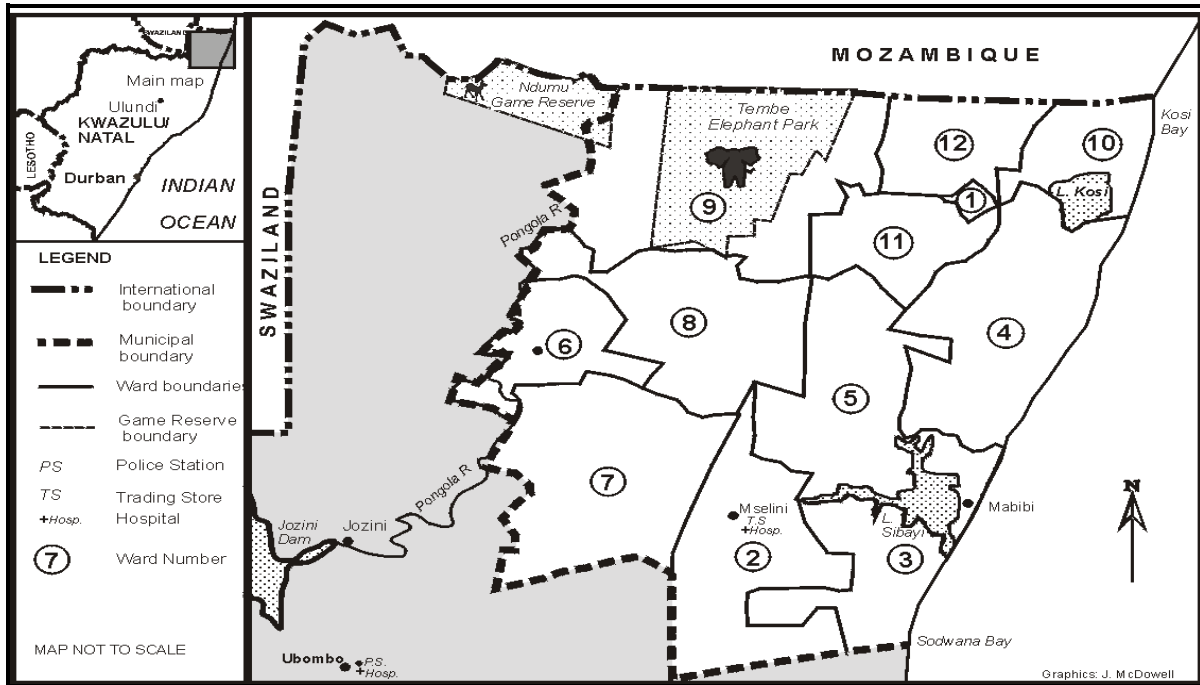 SWAZILAND
Main map
Ulundi
KWAZULU/
NATAL
LESOTHO
Durban
INDIAN
OCEAN
LEGEND
International
boundary
Municipal
boundary
Ward boundaries
Game Reserve
boundary
PS Police Station
TS Trading Store
+Hosp. Hospital
7 Ward Number
MAP NOT TO SCALE
MOZAMBIQUE
SWAZILAND
Ndumu
Game Reserve
Tembe
Elephant Park
Kosi
Bay
12
10
1
L. Kosi
9
11
Pongola R
8
6
4
5
7
Pongola R
Mselini
T.S
+Hosp.
Mabibi
L.
Sibayi
N
Jozini
Dam
Jozini
2
3
Sodwana Bay
Ubombo
P.S.
+Hosp.
Graphics: J. McDowell